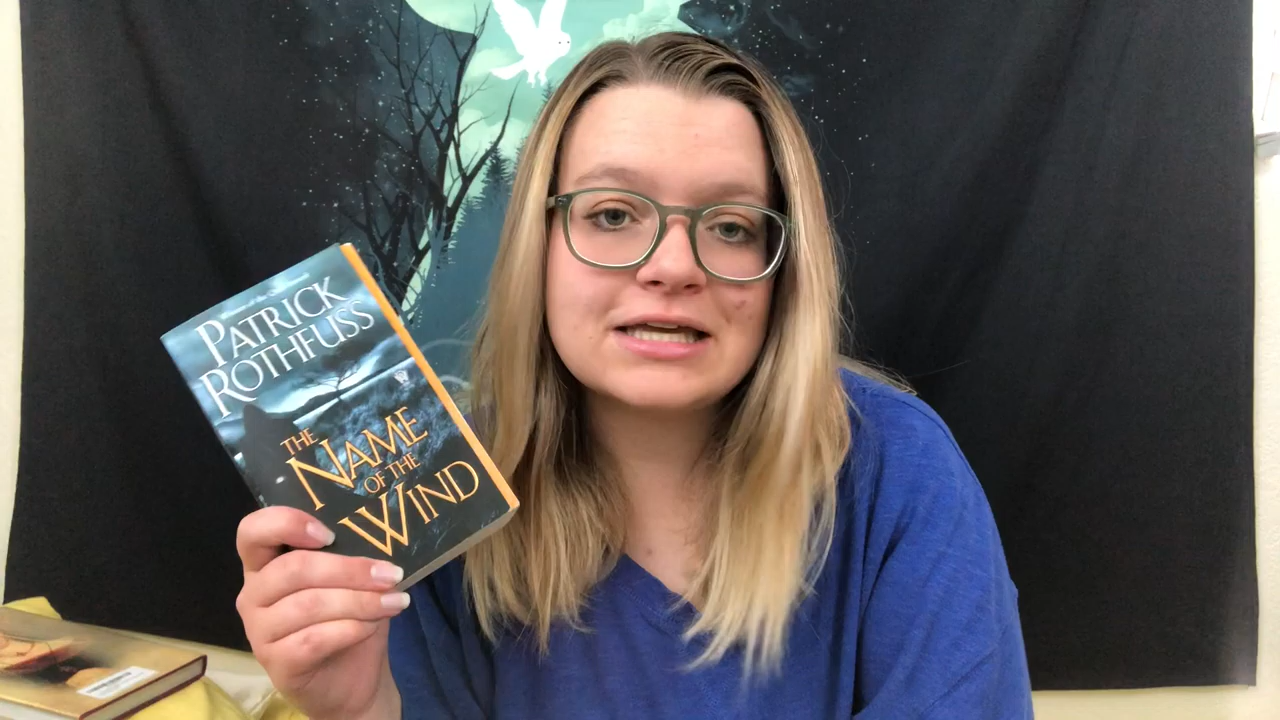 PATRICK
ROTHFUSS
THE
NAME
OF THE
WIND